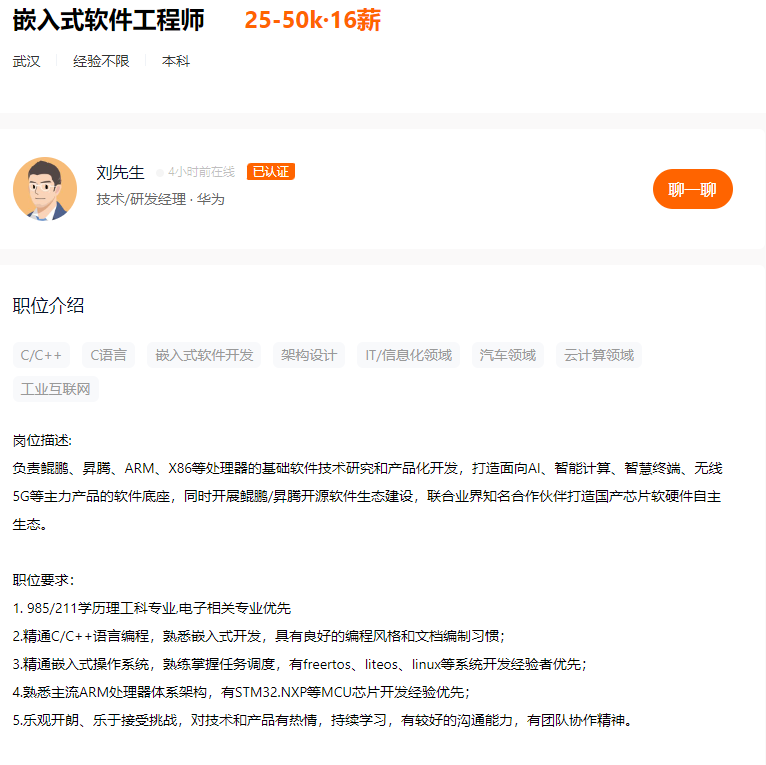 嵌入式软件工程师 25-50k·16薪
武汉 经验不限 本科
刘先生 4小时前在线 已认证
技术/研发经理 · 华为
聊一聊
职位介绍
C/C++ C语言 嵌入式软件开发 架构设计 IT/信息化领域 汽车领域 云计算领域
工业互联网
岗位描述:
负责鲲鹏、昇腾、ARM、X86等处理器的基础软件技术研究和产品化开发，打造面向AI、智能计算、智慧终端、无线
5G等主力产品的软件底座，同时开展鲲鹏/昇腾开源软件生态建设，联合业界知名合作伙伴打造国产芯片软硬件自主
生态。
职位要求：
1. 985/211学历理工科专业,电子相关专业优先
2.精通C/C++语言编程，熟悉嵌入式开发，具有良好的编程风格和文档编制习惯；
3.精通嵌入式操作系统，熟练掌握任务调度，有freertos、liteos、linux等系统开发经验者优先；
4.熟悉主流ARM处理器体系架构，有STM32.NXP等MCU芯片开发经验优先；
5.乐观开朗、乐于接受挑战，对技术和产品有热情，持续学习，有较好的沟通能力，有团队协作精神。